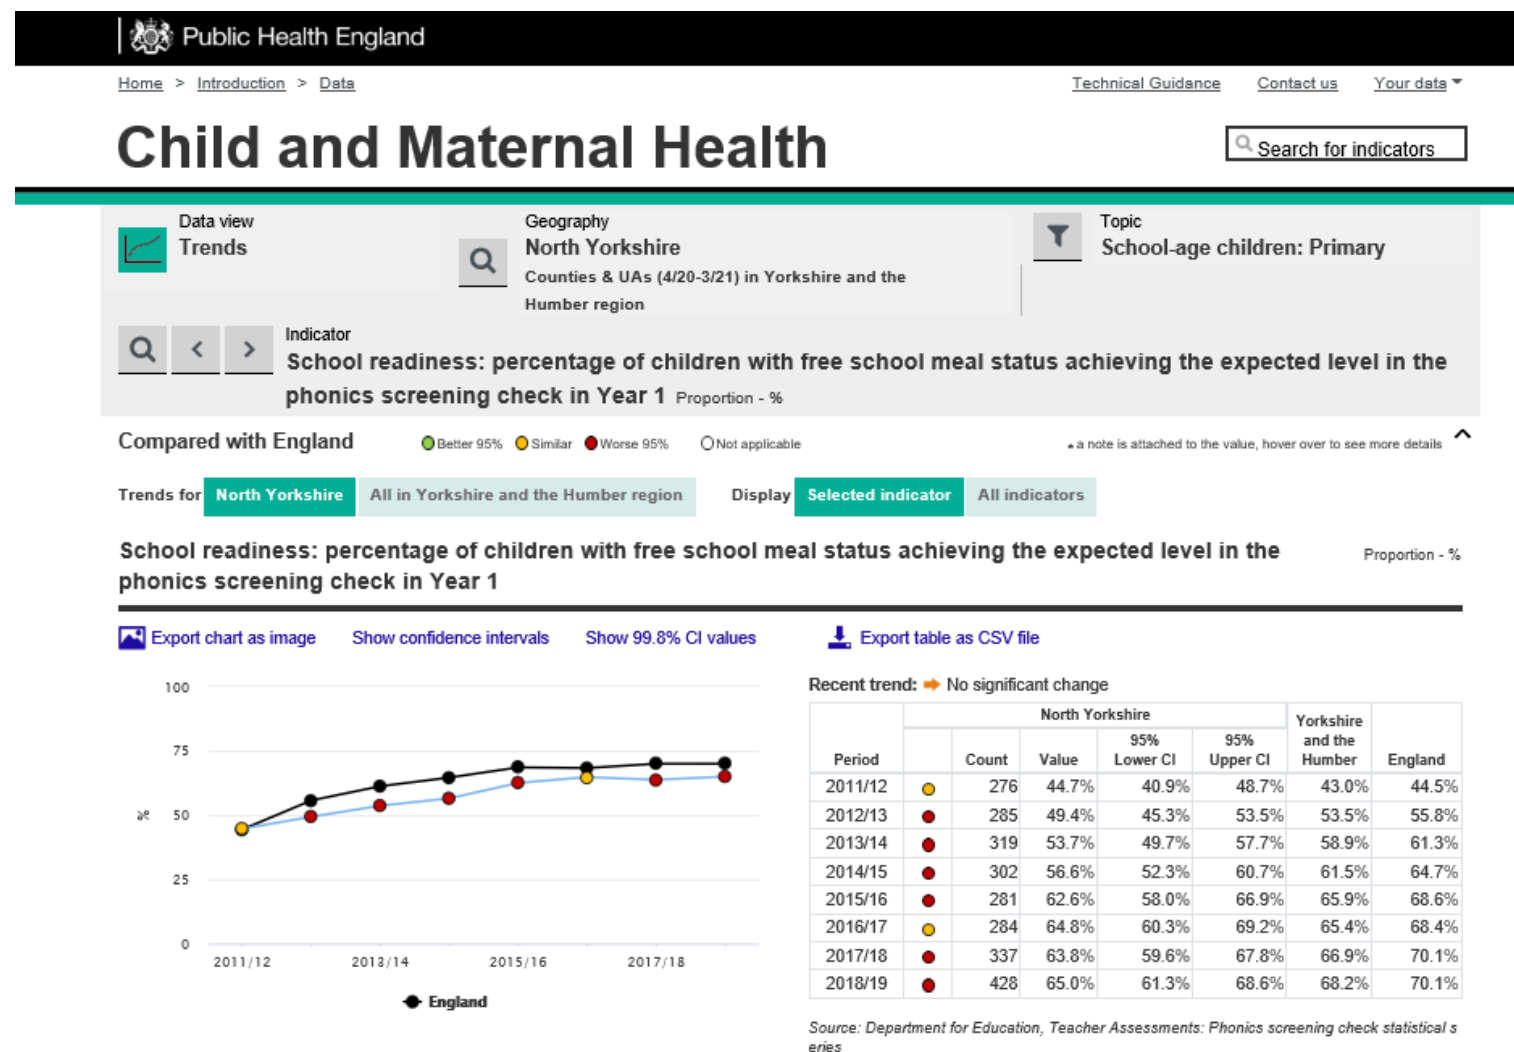 Public Health England
Home > Introduction > Data
Technical Guidance Contact us Your data
Child and Maternal Health
Search for indicators
Data view
Trends
Geography
North Yorkshire
Counties & UAs (4/20-3/21) in Yorkshire and the
Humber region
Topic
School-age children: Primary
Indicator
School readiness: percentage of children with free school meal status achieving the expected level in the
phonics screening check in Year 1 Proportion - %
Compared with England Better 95% Similar Worse 95% Not applicable
a note is attached to the value, hover over to see more details
Trends for North Yorkshire All in Yorkshire and the Humber region Display Selected indicator All indicators
School readiness: percentage of children with free school meal status achieving the expected level in the
phonics screening check in Year 1
Proportion - %
Export chart as image Show confidence intervals Show 99.8% CI values
100
75
50
25
0
%
2011/12 2013/14 2015/16 2017/18
England
Export table as CSV file
Recent trend: No significant change
North Yorkshire
Period Count Value 95% Lower CI 95% Upper CI Yorkshire and the Humber England
2011/12 276 44.7% 40.9% 48.7% 43.0% 44.5%
2012/13 285 49.4% 45.3% 53.5% 53.5% 55.8%
2013/14 319 53.7% 49.7% 57.7% 58.9% 61.3%
2014/15 302 56.6% 52.3% 60.7% 61.5% 64.7%
2015/16 281 62.6% 58.0% 66.9% 65.9% 68.6%
2016/17 284 64.8% 60.3% 69.2% 65.4% 68.4%
2017/18 337 63.8% 59.6% 67.8% 66.9% 70.1%
2018/19 428 65.0% 61.3% 68.6% 68.2% 70.1%
Source: Department for Education, Teacher Assessments: Phonics screening check statistical s
eries